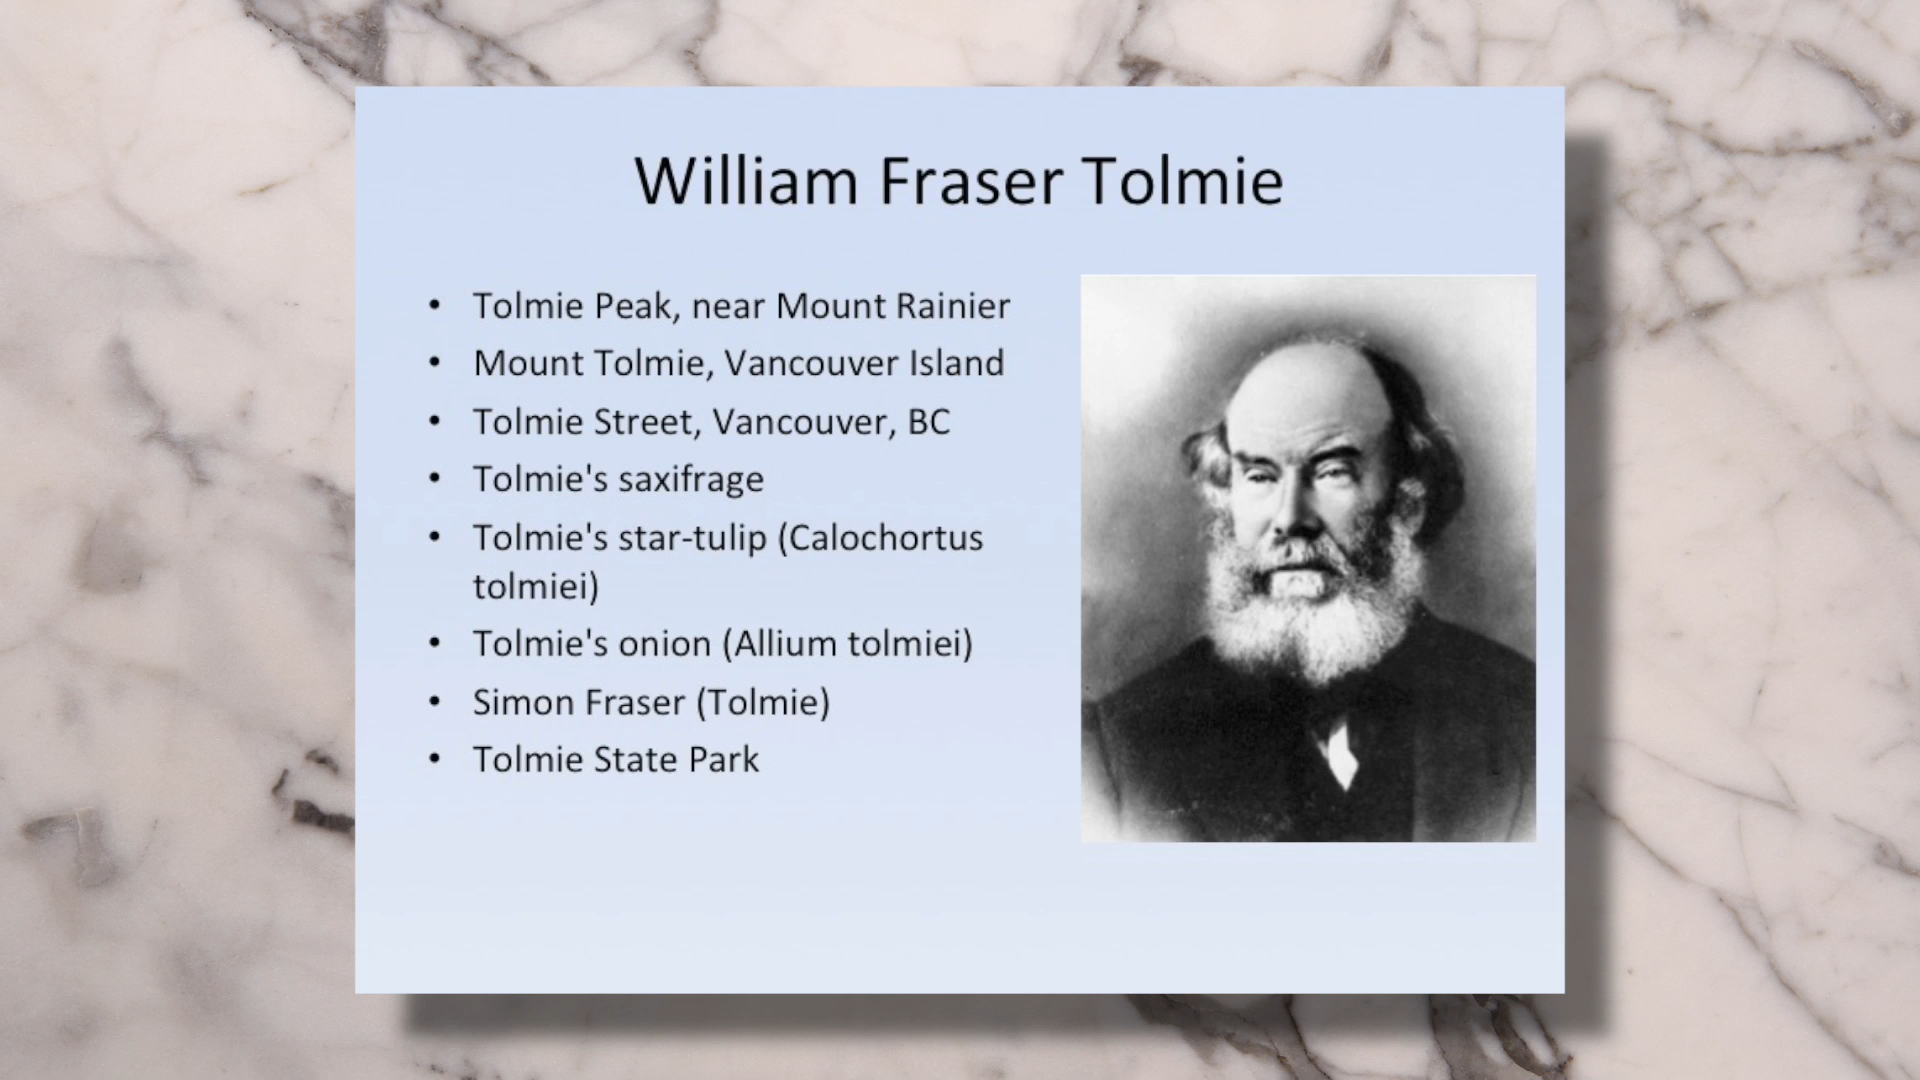 William Fraser Tolmie
• Tolmie Peak, near Mount Rainier
• Mount Tolmie, Vancouver Island
• Tolmie Street, Vancouver, BC
• Tolmie's saxifrage
• Tolmie's star-tulip (Calochortus
tolmiei)
• Tolmie's onion (Allium tolmiei)
• Simon Fraser (Tolmie)
• Tolmie State Park